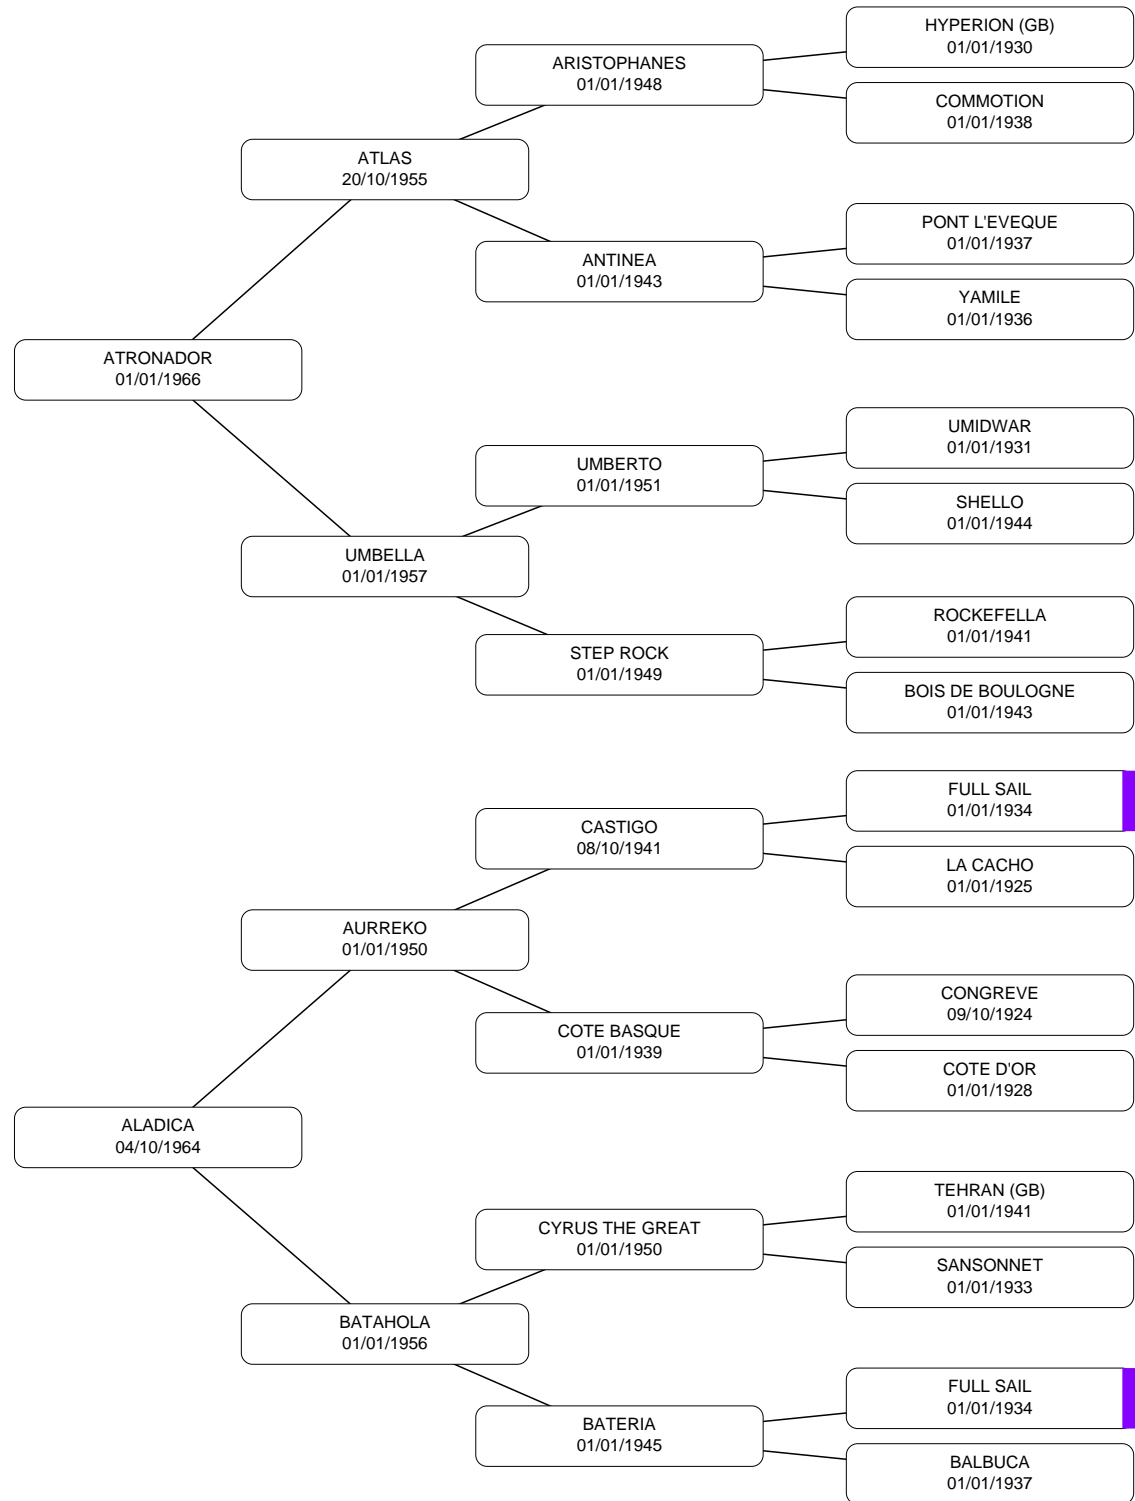 HYPERION (GB)
01/01/1930
ARISTOPHANES
01/01/1948
COMMOTION
01/01/1938
ATLAS
20/10/1955
PONT L'EVEQUE
01/01/1937
ANTINEA
01/01/1943
YAMILE
01/01/1936
ATRONADOR
01/01/1966
UMIDWAR
01/01/1931
UMBERTO
01/01/1951
SHELLO
01/01/1944
UMBELLA
01/01/1957
ROCKEFELLA
01/01/1941
STEP ROCK
01/01/1949
BOIS DE BOULOGNE
01/01/1943
FULL SAIL
01/01/1934
CASTIGO
08/10/1941
LA CACHO
01/01/1925
AURREKO
01/01/1950
CONGREVE
09/10/1924
COTE BASQUE
01/01/1939
COTE D'OR
01/01/1928
ALADICA
04/10/1964
TEHRAN (GB)
01/01/1941
CYRUS THE GREAT
01/01/1950
SANSONNET
01/01/1933
BATAHOLA
01/01/1956
FULL SAIL
01/01/1934
BATERIA
01/01/1945
BALBUCA
01/01/1937